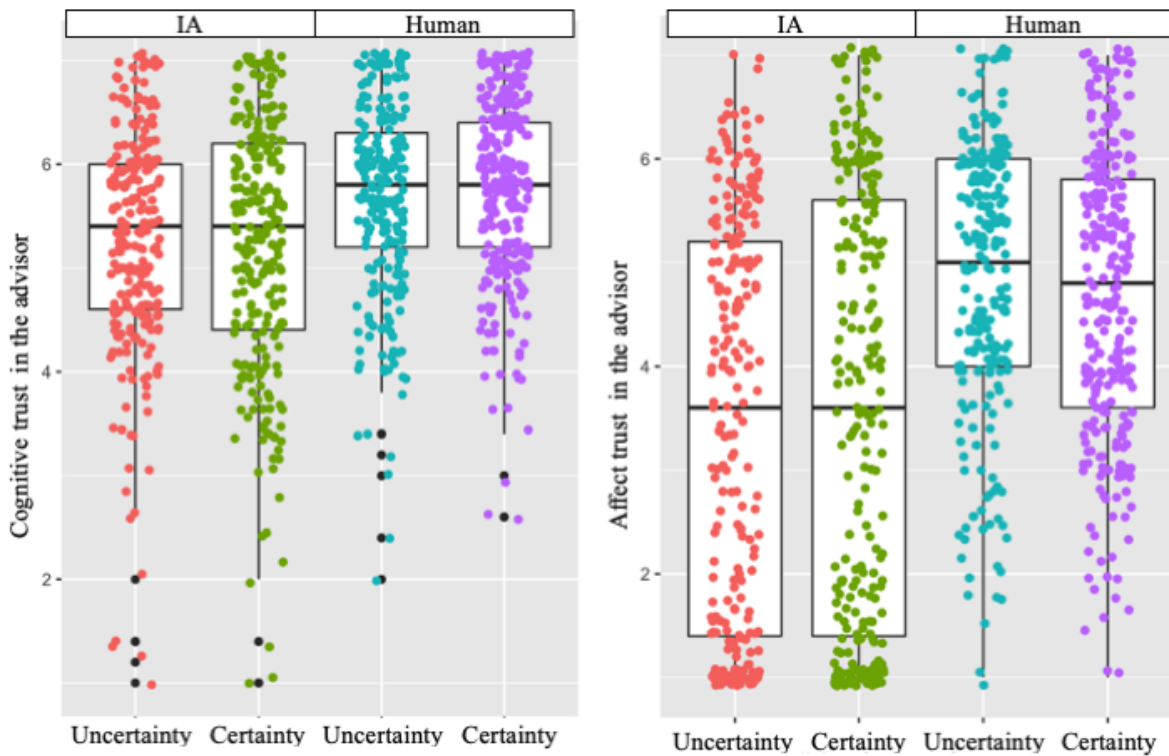 IA Human
Cognitive trust in the advisor
6
4
2
Uncertainty Certainty Uncertainty Certainty
IA Human
Affect trust in the advisor
6
4
2
Uncertainty Certainty Uncertainty Certainty